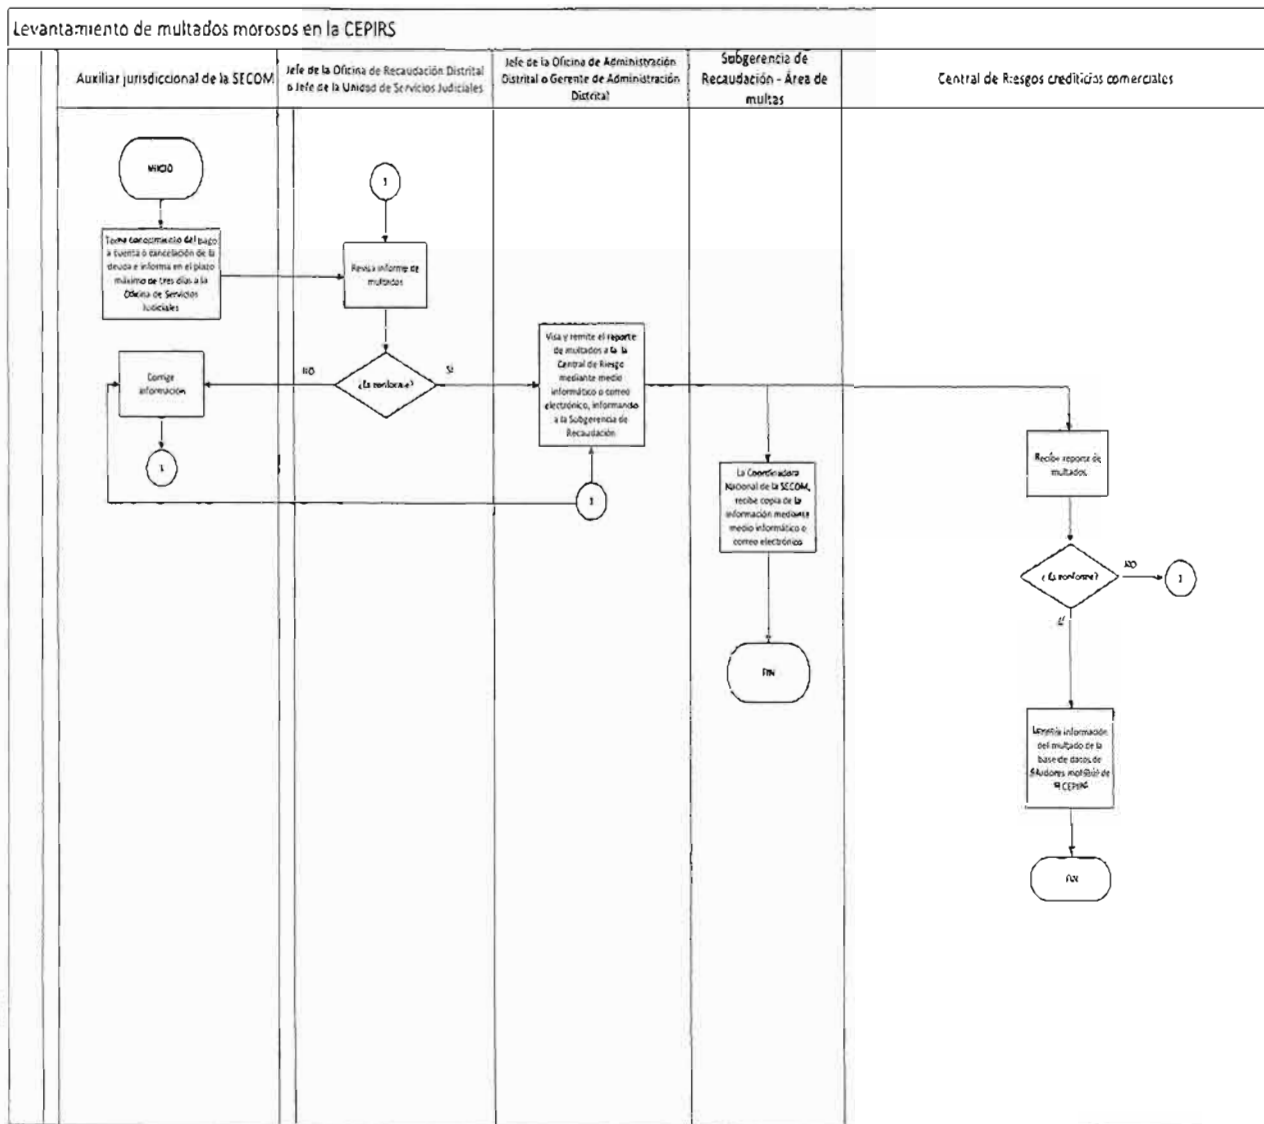 Levantamiento de multados morosos en la CEPIRS
Auxiliar jurisdiccional de la SECOM
Jefe de la Oficina de Recaudación Distrital
o Jefe de la Unidad de Servicios Judiciales
Jefe de la Oficina de Administración
Distrital o Gerente de Administración
Distrital
Subgerencia de
Recaudación - Área de
multas
Central de Riesgos crediticios comerciales
INICIO
Toma conocimiento del pago
a cuenta o cancelación de la
deuda e informa en el plazo
máximo de tres días a la
Oficina de Servicios
Judiciales
1
Revisa informe de
multados
¿Es conforme?
NO
SI
Corrige
información
1
Visa y remite el reporte
de multados a la la
Central de Riesgo
mediante medio
informático o correo
electrónico, informando
a la Subgerencia de
Recaudación
1
La Coordinadora
Nacional de la SECOM,
recibe copia de la
información mediante
medio informático o
correo electrónico
FIN
Recibe reporte de
multados
¿Es conforme?
NO
1
SI
información
del multado de la
base de datos de
de
CEPIRS
FIN